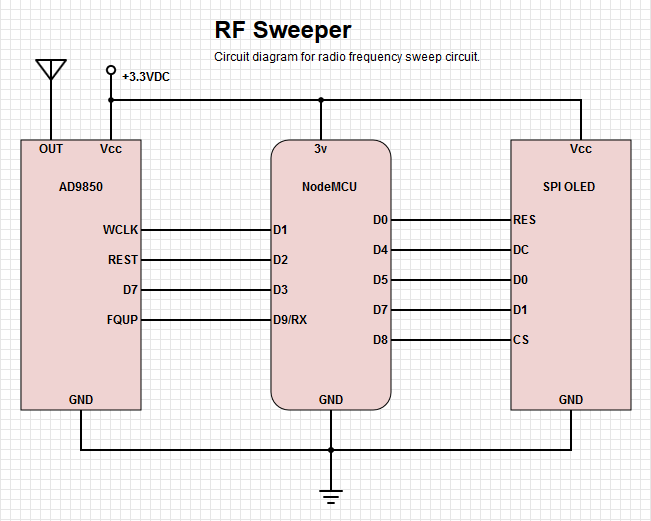 RF Sweeper
Circuit diagram for radio frequency sweep circuit.
+3.3VDC
OUT Vcc 3v Vcc
AD9850 NodeMCU SPI OLED
D0 RES
WCLK D1
D4 DC
REST D2
D5 D0
D7 D3
D7 D1
FQUP D9/RX
D8 CS
GND GND GND